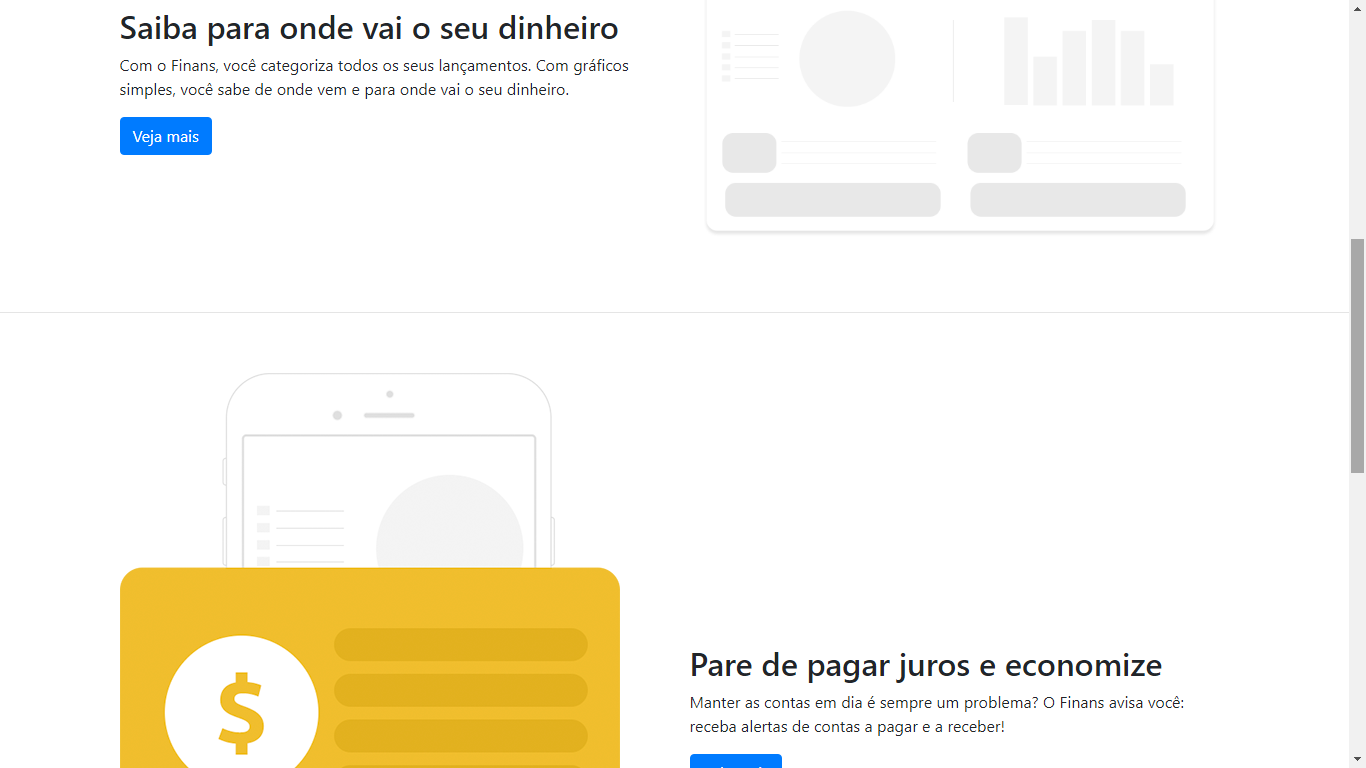 Saiba para onde vai o seu dinheiro
Com o Finans, você categoriza todos os seus lançamentos. Com gráficos
simples, você sabe de onde vem e para onde vai o seu dinheiro.
Veja mais
$
Pare de pagar juros e economize
Manter as contas em dia é sempre um problema? O Finans avisa você:
receba alertas de contas a pagar e a receber!